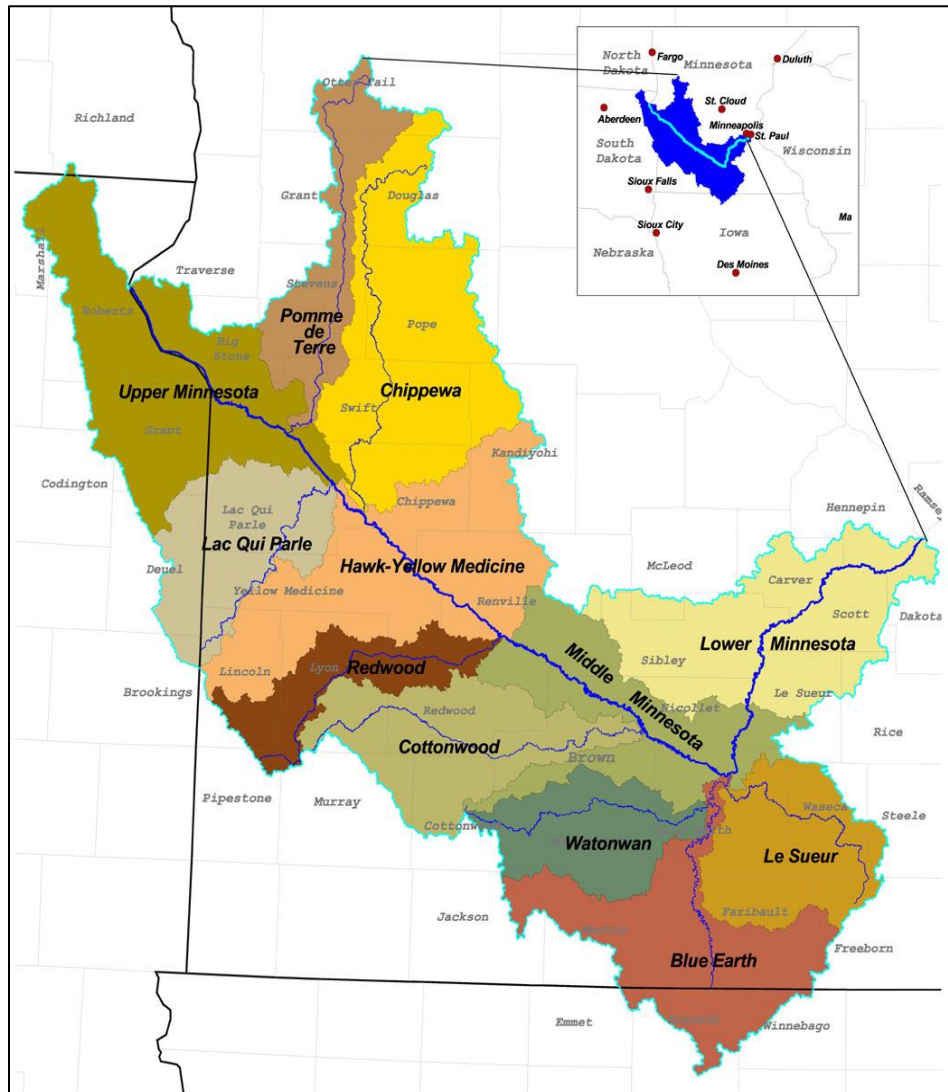 North
Dakota
Fargo
Minnesota
Duluth
St. Cloud
Aberdeen
Minneapolis
St. Paul
South
Dakota
Wisconsin
Sioux Falls
Ma
Sioux City
Iowa
Nebraska
Des Moines
Otter Tail
Richland
Grant
Douglas
Marshall
Traverse
Stevens
Roberts
Pomme
de
Terre
Pope
Big
Stone
Upper Minnesota
Chippewa
Swift
Grant
Kandiyohi
Codington
Chippewa
Lac Qui
Parle
Hennepin
Lac Qui Parle
Hawk-Yellow Medicine
McLeod
Deuel
Carver
Yellow Medicine
Renville
Scott
Dakota
Lower Minnesota
Middle Minnesota
Sibley
Lincoln
Lyon
Redwood
Brookings
Le Sueur
Redwood
Nicollet
Rice
Cottonwood
Brown
Pipestone
Murray
Waseca
Steele
Watonwan
Le Sueur
Faribault
Jackson
Freeborn
Blue Earth
Emmet
Winnebago